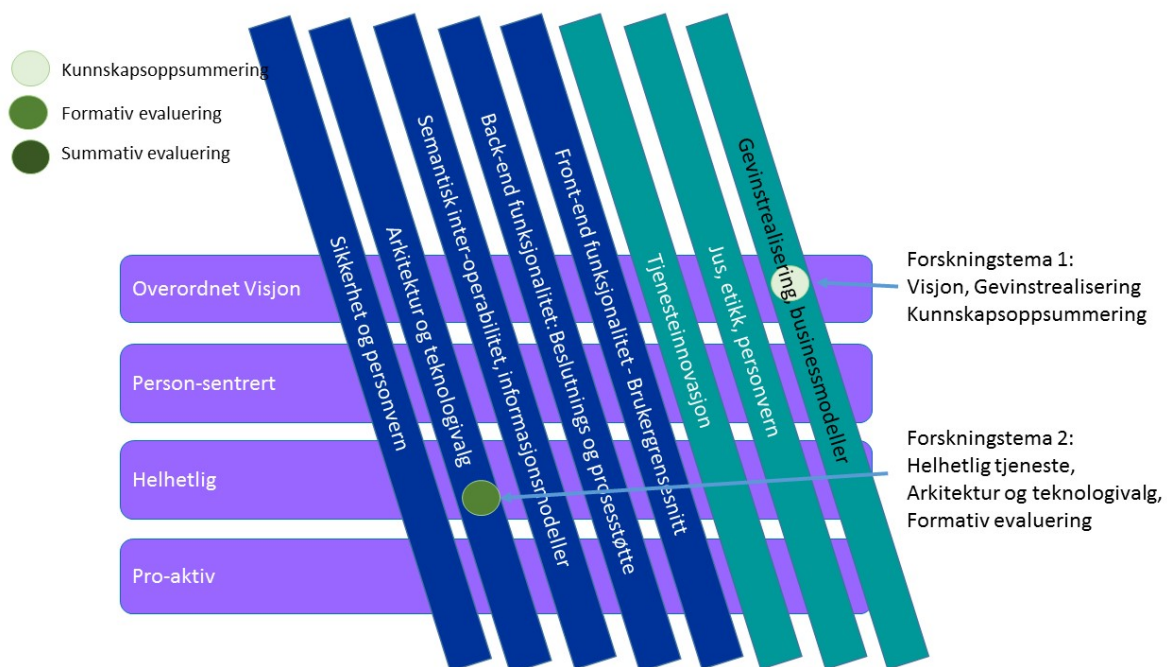 Kunnskapsoppsummering
Formativ evaluering
Summativ evaluering
Sikkerhet og personvern
Arkitektur og teknologivalg
Semantisk inter-operabilitet, informasjonsmodeller
Back-end funksjonalitet: Beslutnings og prosesstøtte
Front-end funksjonalitet - Brukergrensesnitt
Tjenesteinnovasjon
Jus, etikk, personvern
Gevinstrealisering, businessmodeller
Overordnet Visjon
Person-sentrert
Helhetlig
Pro-aktiv
Forskningstema 1:
Visjon, Gevinstrealisering
Kunnskapsoppsummering
Forskningstema 2:
Helhetlig tjeneste,
Arkitektur og teknologivalg,
Formativ evaluering